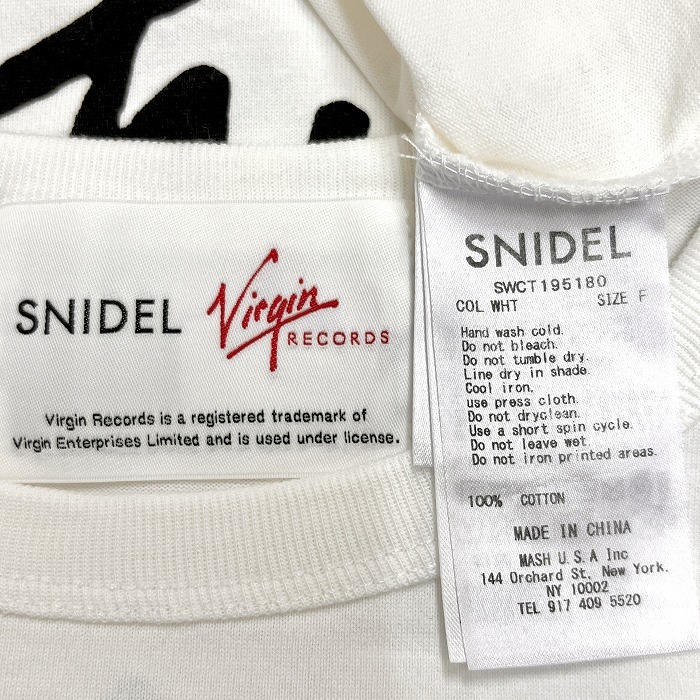 SNIDEL Virgin
RECORDS
Virgin Records is a registered trademark of
Virgin Enterprises Limited and is used under license.
SNIDEL
SWCT195180
COL WHT SIZE F
Hand wash cold.
Do not bleach.
Do not tumble dry.
Line dry in shade.
Cool iron.
use press cloth.
Do not dryclean.
Use a short spin cycle.
Do not leave wet.
Do not iron printed areas.
100% COTTON
MADE IN CHINA
MASH U.S.A Inc
144 Orchard St, New York.
NY 10002
TEL 917 409 5520